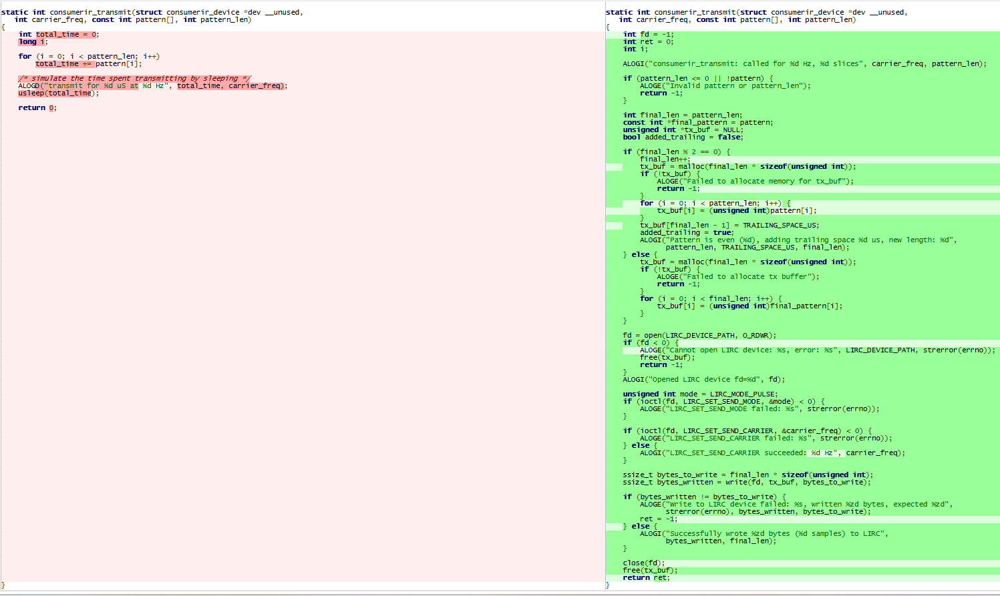 static int consumerir_transmit(struct consumerir_device *dev __unused,
   int carrier_freq, const int pattern[], int pattern_len)
{
    int total_time = 0;
    long i;

    for (i = 0; i < pattern_len; i++)
        total_time += pattern[i];

    /* simulate the time spent transmitting by sleeping */
    ALOGD("transmit for %d uS at %d Hz", total_time, carrier_freq);
    usleep(total_time);

    return 0;
}
static int consumerir_transmit(struct consumerir_device *dev __unused,
   int carrier_freq, const int pattern[], int pattern_len)
{
    int fd = -1;
    int ret = 0;
    int i;

    ALOGI("consumerir_transmit: called for %d Hz, %d slices", carrier_freq, pattern_len);

    if (pattern_len <= 0 || !pattern) {
        ALOGE("Invalid pattern or pattern_len");
        return -1;
    }

    int final_len = pattern_len;
    const int *final_pattern = pattern;
    unsigned int *tx_buf = NULL;
    bool added_trailing = false;

    if (final_len % 2 == 0) {
        final_len++;
        tx_buf = malloc(final_len * sizeof(unsigned int));
        if (!tx_buf) {
            ALOGE("Failed to allocate memory for tx_buf");
            return -1;
        }
        for (i = 0; i < pattern_len; i++) {
            tx_buf[i] = (unsigned int)pattern[i];
        }
        tx_buf[final_len - 1] = TRAILING_SPACE_US;
        added_trailing = true;
        ALOGI("Pattern is even (%d), adding trailing space %d us, new length: %d",
              pattern_len, TRAILING_SPACE_US, final_len);
    } else {
        tx_buf = malloc(final_len * sizeof(unsigned int));
        if (!tx_buf) {
            ALOGE("Failed to allocate tx buffer");
            return -1;
        }
        for (i = 0; i < final_len; i++) {
            tx_buf[i] = (unsigned int)final_pattern[i];
        }
    }

    fd = open(LIRC_DEVICE_PATH, O_RDWR);
    if (fd < 0) {
        ALOGE("Cannot open LIRC device: %s, error: %s", LIRC_DEVICE_PATH, strerror(errno));
        free(tx_buf);
        return -1;
    }
    ALOGI("Opened LIRC device fd=%d", fd);

    unsigned int mode = LIRC_MODE_PULSE;
    if (ioctl(fd, LIRC_SET_SEND_MODE, &mode) < 0) {
        ALOGE("LIRC_SET_SEND_MODE failed: %s", strerror(errno));
    }

    if (ioctl(fd, LIRC_SET_SEND_CARRIER, &carrier_freq) < 0) {
        ALOGE("LIRC_SET_SEND_CARRIER failed: %s", strerror(errno));
    } else {
        ALOGI("LIRC_SET_SEND_CARRIER succeeded: %d Hz", carrier_freq);
    }

    ssize_t bytes_to_write = final_len * sizeof(unsigned int);
    ssize_t bytes_written = write(fd, tx_buf, bytes_to_write);

    if (bytes_written != bytes_to_write) {
        ALOGE("Write to LIRC device failed: %s, written %zd bytes, expected %zd",
              strerror(errno), bytes_written, bytes_to_write);
        ret = -1;
    } else {
        ALOGI("Successfully wrote %zd bytes (%d samples) to LIRC",
              bytes_written, final_len);
    }

    close(fd);
    free(tx_buf);
    return ret;
}